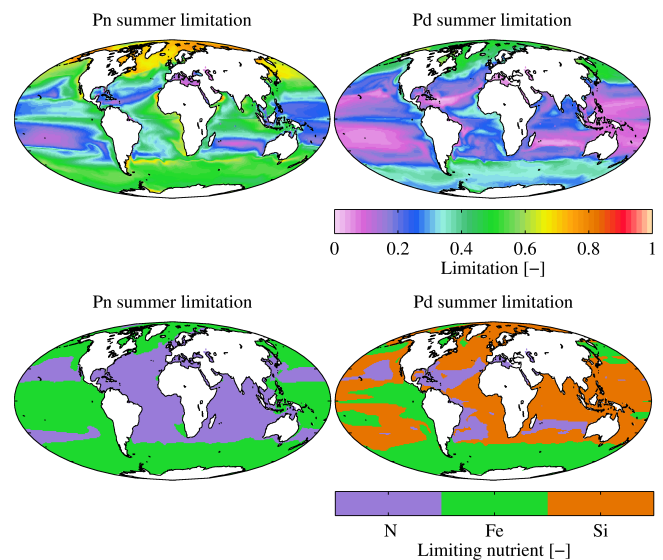 Pn summer limitation Pd summer limitation
0 0.2 0.4 0.6 0.8 1
Limitation [−]
Pn summer limitation Pd summer limitation
N Fe Si
Limiting nutrient [−]